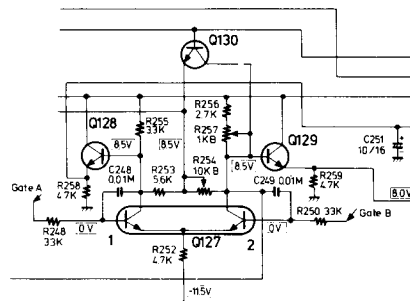 Q130
Q128
R255
33K
R256
2.7K
R257
1KB
Q129
C251
10/16
8.5V
8.5V
8.5V
C248
0.01M
R253
5.6K
R254
10KB
C249 0.01M
R258
4.7K
R259
4.7K
8.0V
Gate A
Gate B
R248
33K
0V
1
Q127
2
0V
R250 33K
R252
4.7K
-11.5V